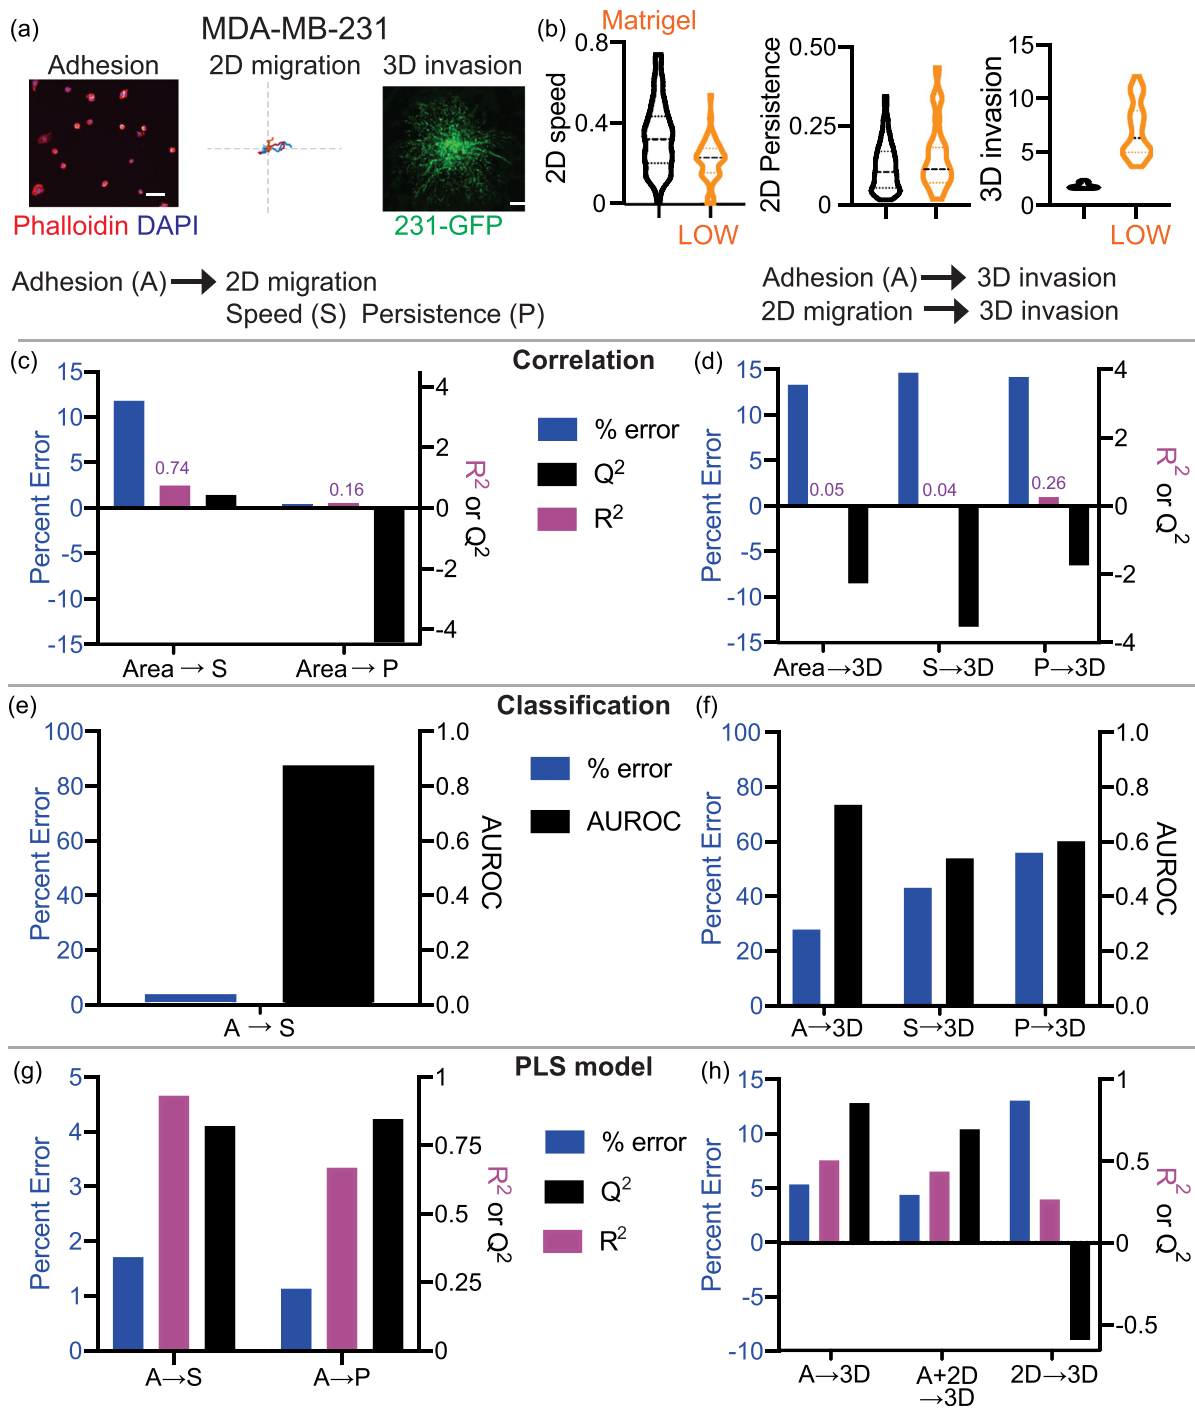 (a)
MDA-MB-231
Adhesion
2D migration
3D invasion
Phalloidin DAPI
231-GFP
(b)
Matrigel
0.8
0.4
0
2D speed
LOW
0.50
0.25
0
2D Persistence
15
10
5
0
3D invasion
LOW
Adhesion (A) → 2D migration
Speed (S) Persistence (P)
Adhesion (A) → 3D invasion
2D migration → 3D invasion
(c)
Correlation
15
10
5
0
-5
-10
-15
Percent Error
0.74
0.16
4
2
0
-2
-4
R² or Q²
Area → S
Area→ P
% error
Q²
R²
(d)
15
10
5
0
-5
-10
-15
Percent Error
0.05
0.04
0.26
4
2
0
-2
-4
R² or Q²
Area→3D
S→3D
P→3D
(e)
Classification
100
80
60
40
20
0
Percent Error
1.0
0.8
0.6
0.4
0.2
0.0
AUROC
A → S
% error
AUROC
(f)
100
80
60
40
20
0
Percent Error
1.0
0.8
0.6
0.4
0.2
0.0
AUROC
A→3D
S→3D
P→3D
(g)
PLS model
5
4
3
2
1
0
Percent Error
1
0.75
0.5
0.25
0
R² or Q²
A→S
A→P
% error
Q²
R²
(h)
15
10
5
0
-5
-10
Percent Error
1
0.5
0
-0.5
R² or Q²
A→3D
A+2D
→3D
2D→3D